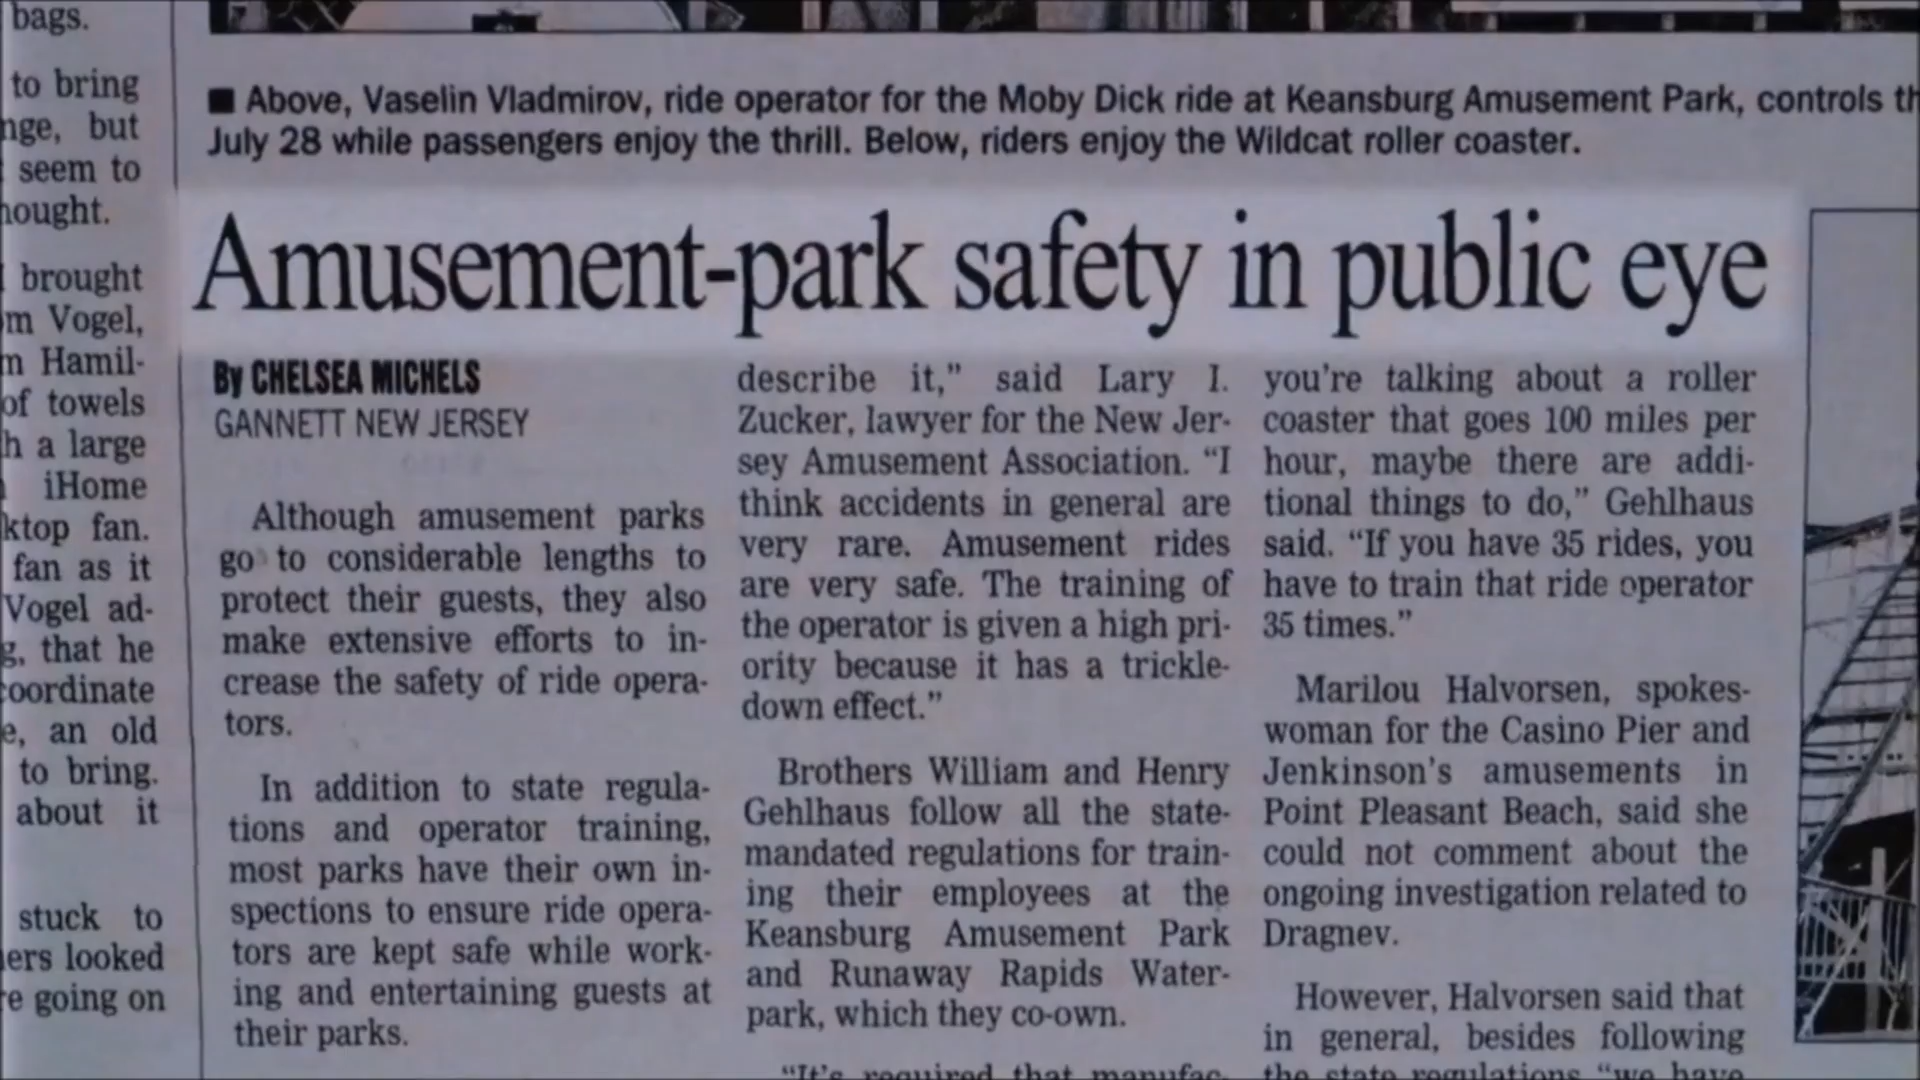 bags.
to bring
but
seem to
brought
Vogel,
Hamil-
of towels
a large
iHome
fan.
fan as it
Vogel ad-
that he
coordinate
an old
to bring.
about it
stuck to
looked
going on
■ Above, Vaselin Vladmirov, ride operator for the Moby Dick ride at Keansburg Amusement Park, controls
July 28 while passengers enjoy the thrill. Below, riders enjoy the Wildcat roller coaster.
Amusement-park safety in public eye
By CHELSEA MICHELS
GANNETT NEW JERSEY
Although amusement parks
go to considerable lengths to
protect their guests, they also
make extensive efforts to in-
crease the safety of ride opera-
tors.
In addition to state regula-
tions and operator training,
most parks have their own in-
spections to ensure ride opera-
tors are kept safe while work-
ing and entertaining guests at
their parks.
describe it,” said Lary I.
Zucker, lawyer for the New Jer-
sey Amusement Association. “I
think accidents in general are
very rare. Amusement rides
are very safe. The training of
the operator is given a high pri-
ority because it has a trickle-
down effect.”
Brothers William and Henry
Gehlhaus follow all the state-
mandated regulations for train-
ing their employees at the
Keansburg Amusement Park
and Runaway Rapids Water-
park, which they co-own.
“It's required that manufac-
you're talking about a roller
coaster that goes 100 miles per
hour, maybe there are addi-
tional things to do,” Gehlhaus
said. “If you have 35 rides, you
have to train that ride operator
35 times.”
Marilou Halvorsen, spokes-
woman for the Casino Pier and
Jenkinson's amusements in
Point Pleasant Beach, said she
could not comment about the
ongoing investigation related to
Dragnev.
However, Halvorsen said that
in general, besides following
the state regulations “we have